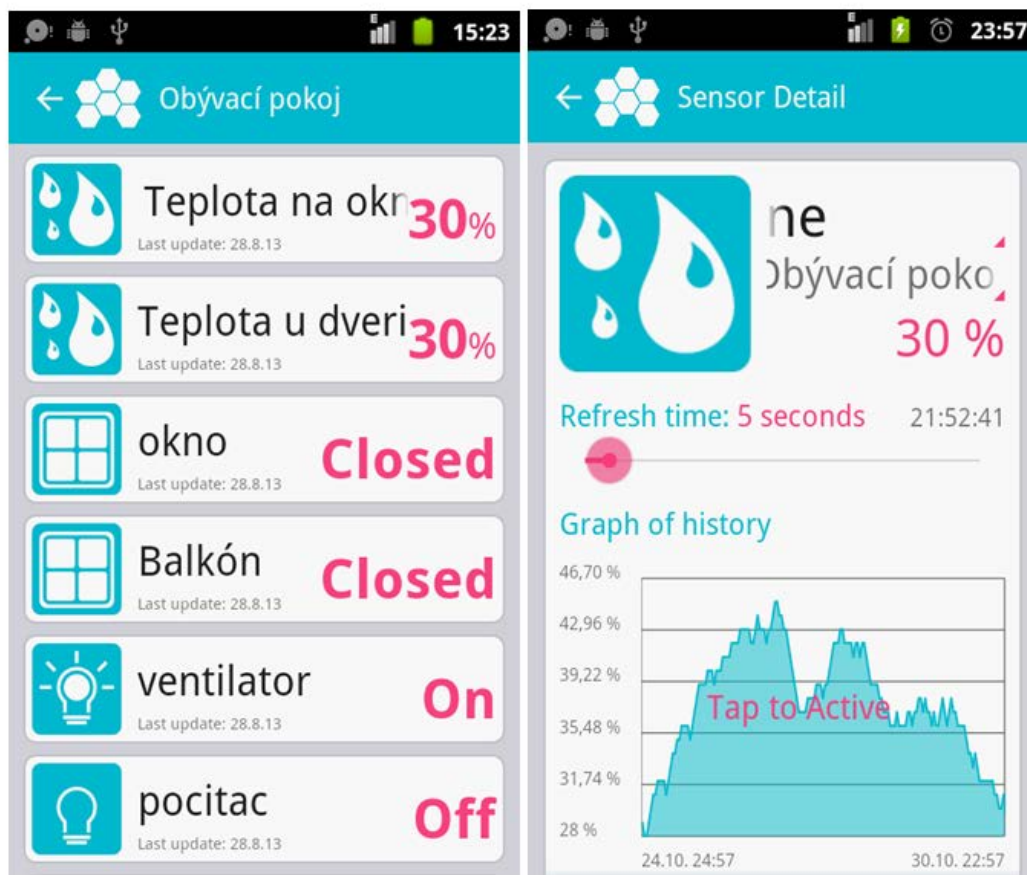 E
15:23
Obývací pokoj
Teplota na okn
30%
Last update: 28.8.13
Teplota u dveri
30%
Last update: 28.8.13
okno
Closed
Last update: 28.8.13
Balkón
Closed
Last update: 28.8.13
ventilator
On
Last update: 28.8.13
pocitac
Off
Last update: 28.8.13
E
23:57
Sensor Detail
ne
Obývací poko
30 %
Refresh time: 5 seconds 21:52:41
Graph of history
46,70 %
42,96 %
39,22 %
Tap to Active
35,48 %
31,74 %
28 %
24.10. 24:57 30.10. 22:57